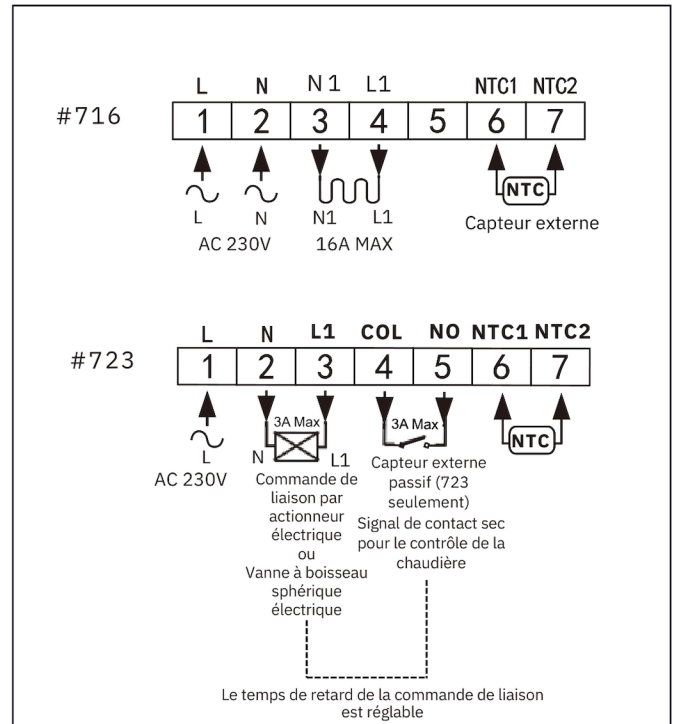 L N N1 L1 NTC1 NTC2
#716 1 2 3 4 5 6 7
NTC
L N N1 L1
Capteur externe
AC 230V 16A MAX
L N L1 COL NO NTC1 NTC2
#723 1 2 3 4 5 6 7
3A Max 3A Max
NTC
L N L1
AC 230V
Commande de
liaison par
actionneur
électrique
ou
Vanne à boisseau
sphérique
électrique
Capteur externe
passif (723
seulement)
Signal de contact sec
pour le contrôle de la
chaudière
Le temps de retard de la commande de liaison
est réglable